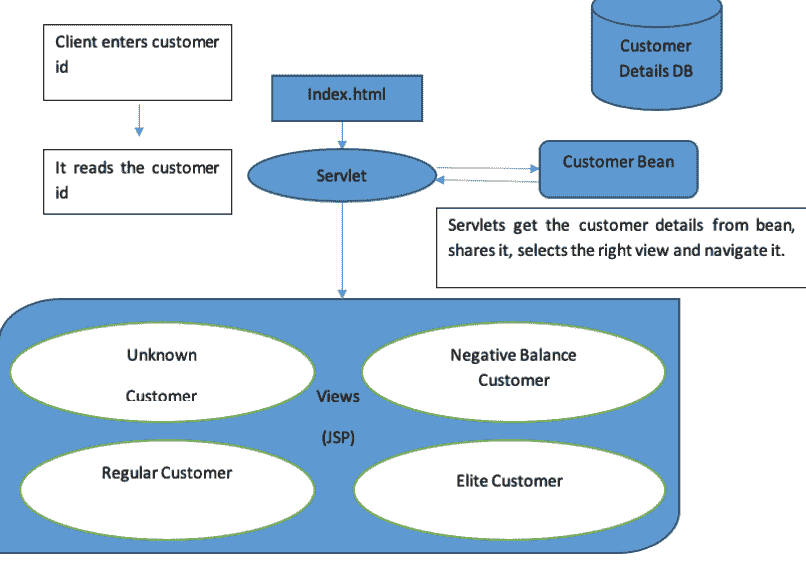 Client enters customer
id
It reads the customer
id
Index.html
Servlet
Customer
Details DB
Customer Bean
Servlets get the customer details from bean,
shares it, selects the right view and navigate it.
Unknown
Customer
Negative Balance
Customer
Views
(JSP)
Regular Customer
Elite Customer